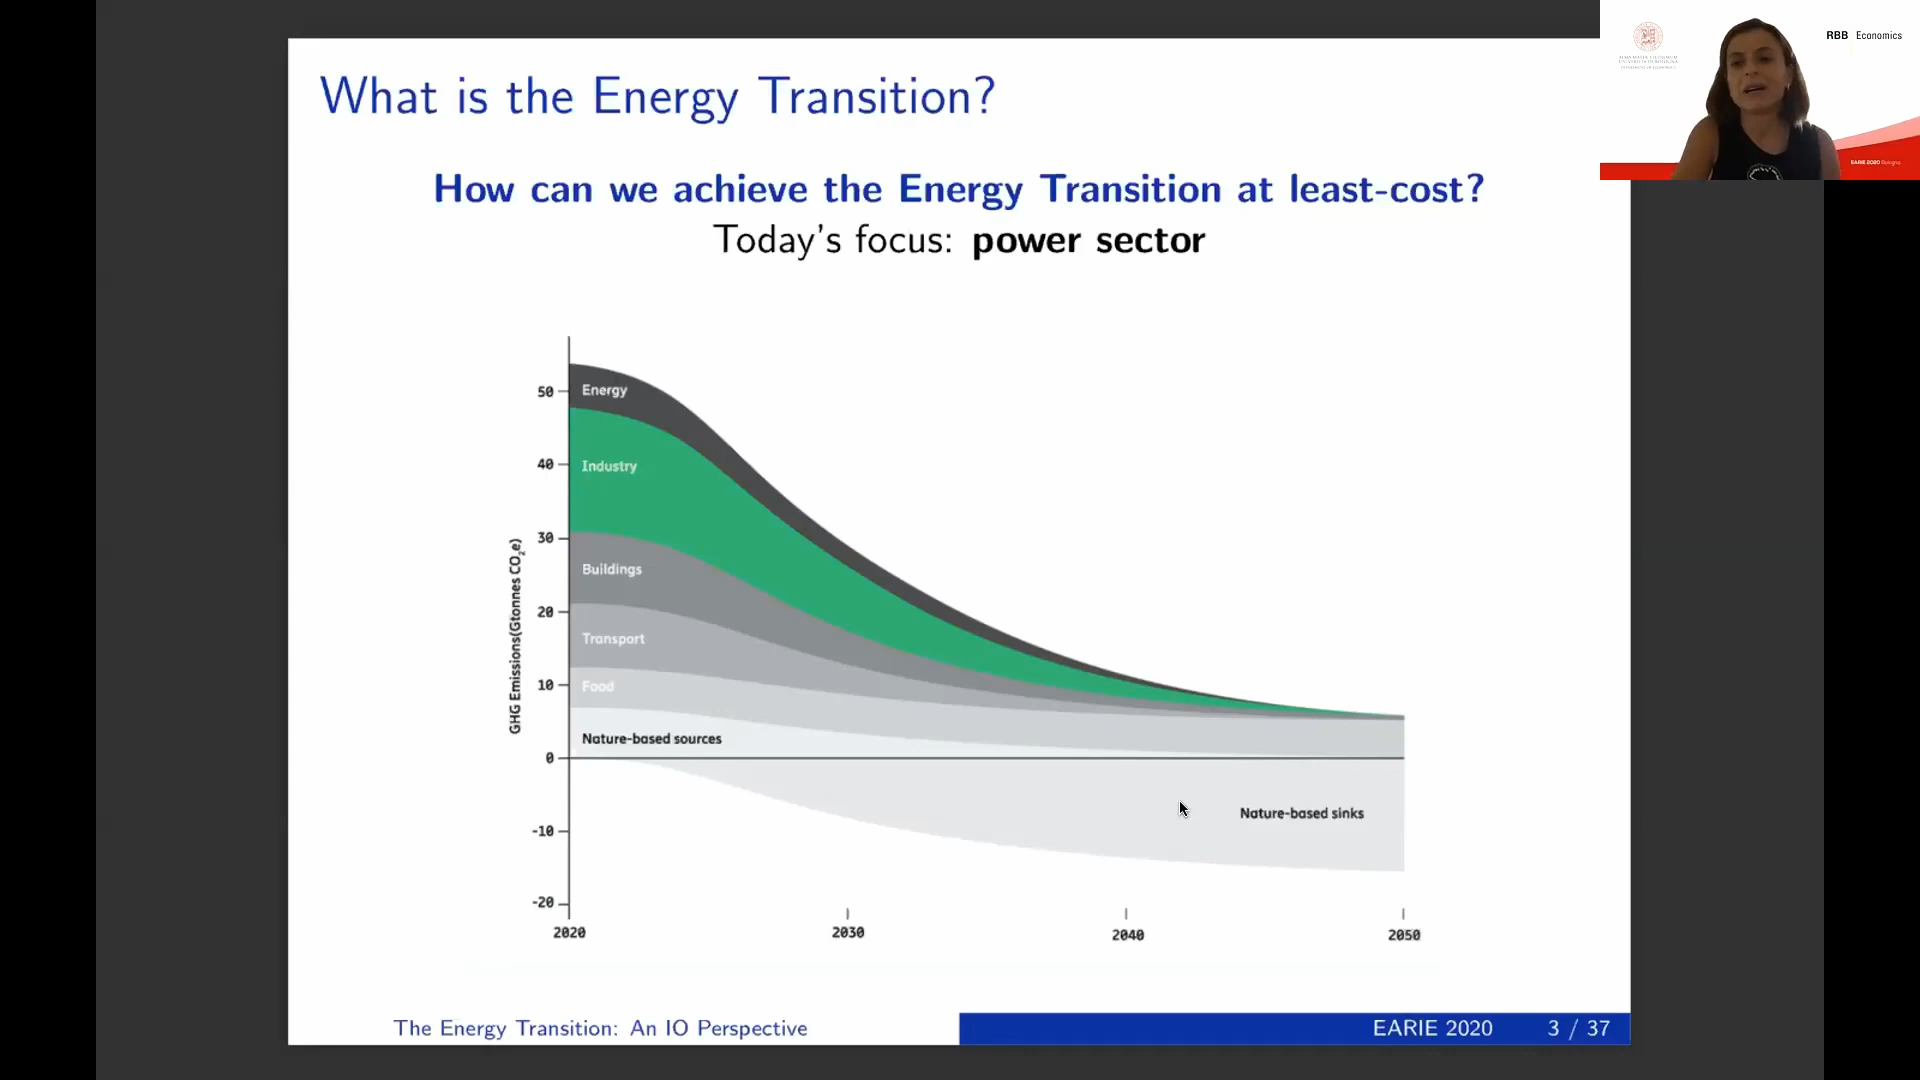 What is the Energy Transition?
How can we achieve the Energy Transition at least-cost?
Today's focus: power sector
GHG Emissions(Gtonnes CO2e)
50
40
30
20
10
0
-10
-20
Energy
Industry
Buildings
Transport
Food
Nature-based sources
Nature-based sinks
2020
2030
2040
2050
The Energy Transition: An IO Perspective
EARIE 2020
3 / 37
RBB Economics
EARIE 2020 Bologna